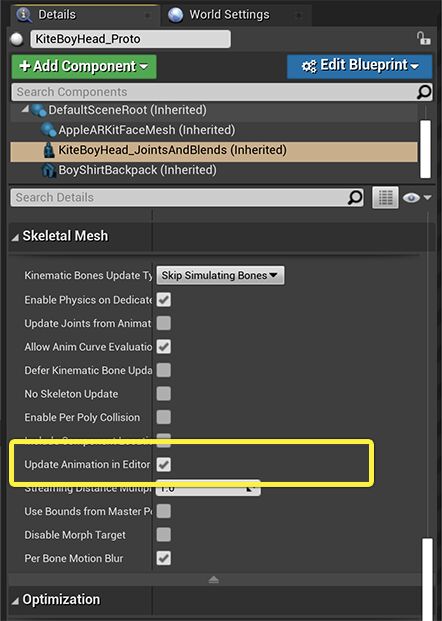 Details
World Settings
KiteBoyHead_Proto
+ Add Component
Edit Blueprint
Search Components
DefaultSceneRoot (Inherited)
AppleARKitFaceMesh (Inherited)
KiteBoyHead_JointsAndBlends (Inherited)
BoyShirtBackpack (Inherited)
Search Details
Skeletal Mesh
Kinematic Bones Update Ty
Skip Simulating Bones
Enable Physics on Dedicate
Update Joints from Animat
Allow Anim Curve Evaluatio
Defer Kinematic Bone Upda
No Skeleton Update
Enable Per Poly Collision
Include Component Locatio
Update Animation in Editor
Streaming Distance Multipl
1.0
Use Bounds from Master Po
Disable Morph Target
Per Bone Motion Blur
Optimization